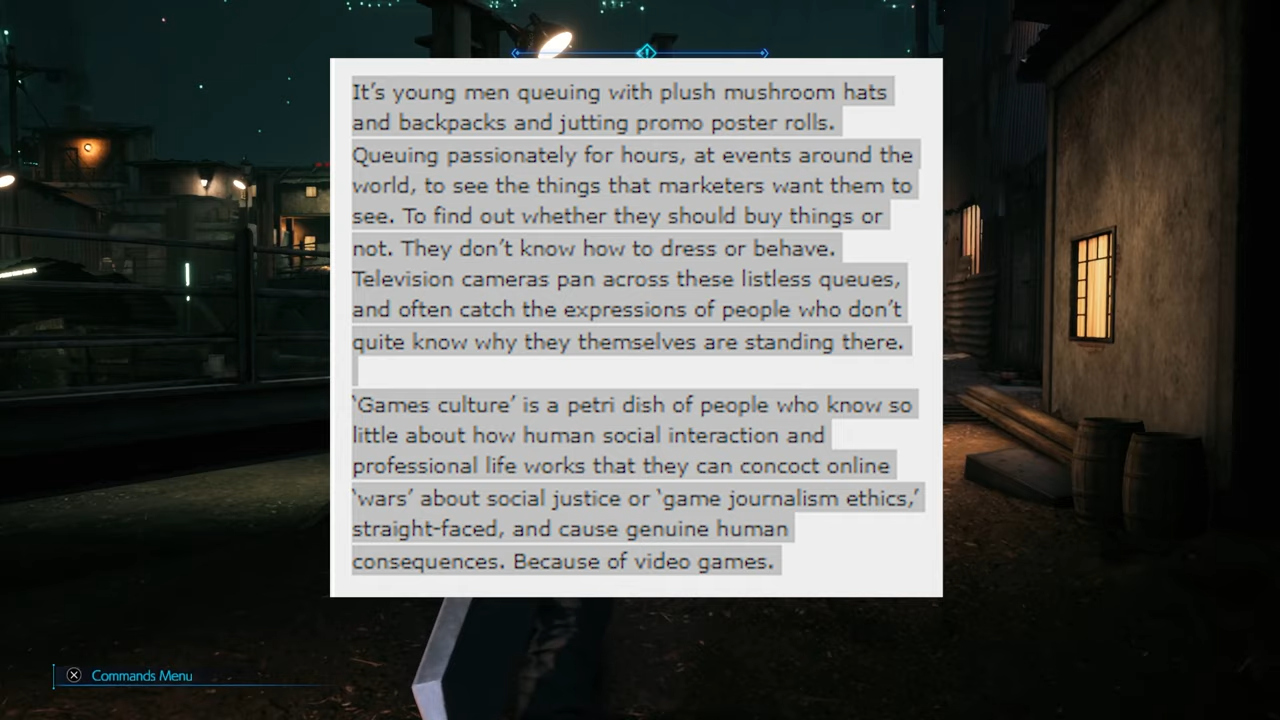 It’s young men queuing with plush mushroom hats
and backpacks and jutting promo poster rolls.
Queuing passionately for hours, at events around the
world, to see the things that marketers want them to
see. To find out whether they should buy things or
not. They don’t know how to dress or behave.
Television cameras pan across these listless queues,
and often catch the expressions of people who don’t
quite know why they themselves are standing there.
‘Games culture’ is a petri dish of people who know so
little about how human social interaction and
professional life works that they can concoct online
‘wars’ about social justice or ‘game journalism ethics,’
straight-faced, and cause genuine human
consequences. Because of video games.
Commands Menu